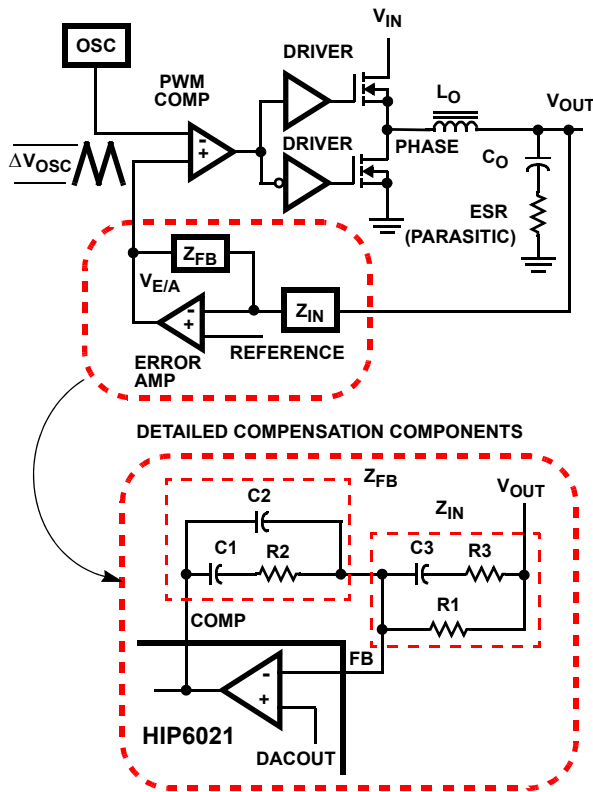 V_IN
OSC
DRIVER
PWM
COMP
L_O
V_OUT
DRIVER
PHASE
C_O
ΔV_OSC
- +
ESR
(PARASITIC)
Z_FB
V_E/A
- +
Z_IN
REFERENCE
ERROR
AMP
DETAILED COMPENSATION COMPONENTS
Z_FB
V_OUT
C2
Z_IN
C1
R2
C3
R3
R1
COMP
FB
- +
HIP6021
DACOUT